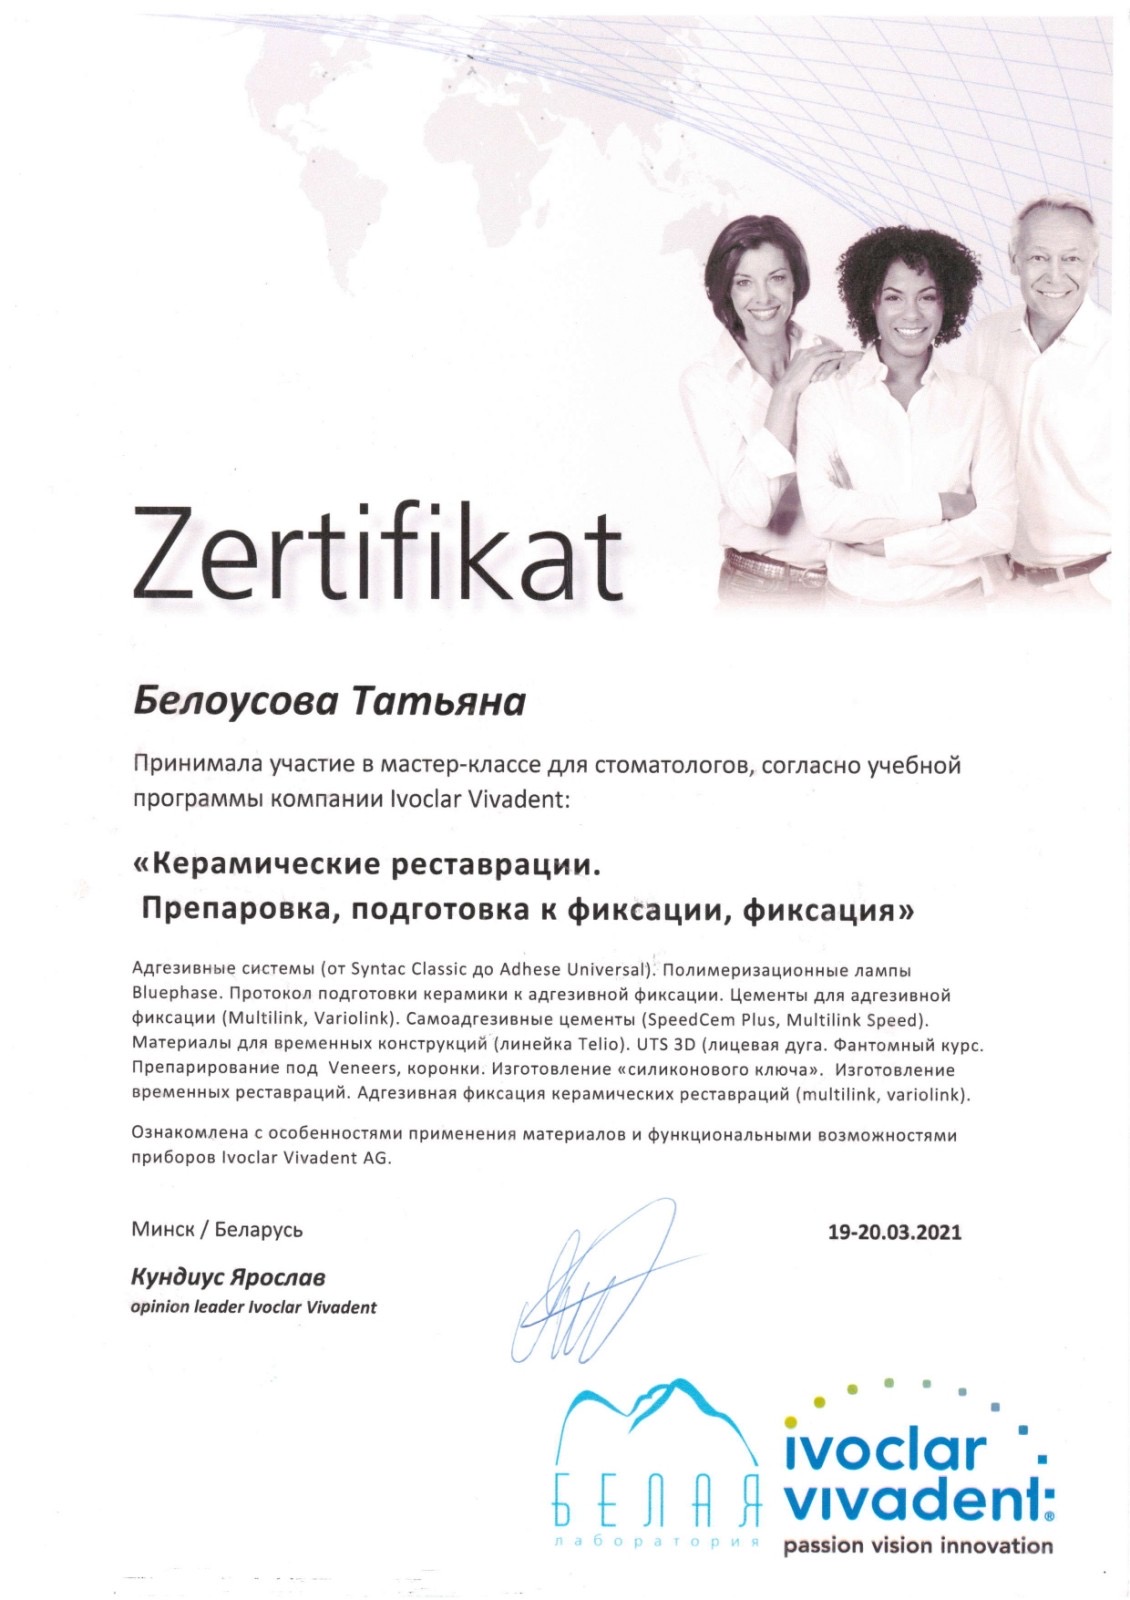 Zertifikat
Белоусова Татьяна
Принимала участие в мастер-классе для стоматологов, согласно учебной
программы компании Ivoclar Vivadent:
«Керамические реставрации.
Препаровка, подготовка к фиксации, фиксация»
Адгезивные системы (от Syntac Classic до Adhese Universal). Полимеризационные лампы
Bluephase. Протокол подготовки керамики к адгезивной фиксации. Цементы для адгезивной
фиксации (Multilink, Variolink). Самоадгезивные цементы (SpeedCem Plus, Multilink Speed).
Материалы для временных конструкций (линейка Telio). UTS 3D (лицевая дуга. Фантомный курс.
Препарирование под Veneers, коронки. Изготовление «силиконового ключа». Изготовление
временных реставраций. Адгезивная фиксация керамических реставраций (multilink, variolink).
Ознакомлена с особенностями применения материалов и функциональными возможностями
приборов Ivoclar Vivadent AG.
Минск / Беларусь
19-20.03.2021
Кундиус Ярослав
opinion leader Ivoclar Vivadent
БЕЛАЯ
лаборатория
ivoclar
vivadent:®
passion vision innovation